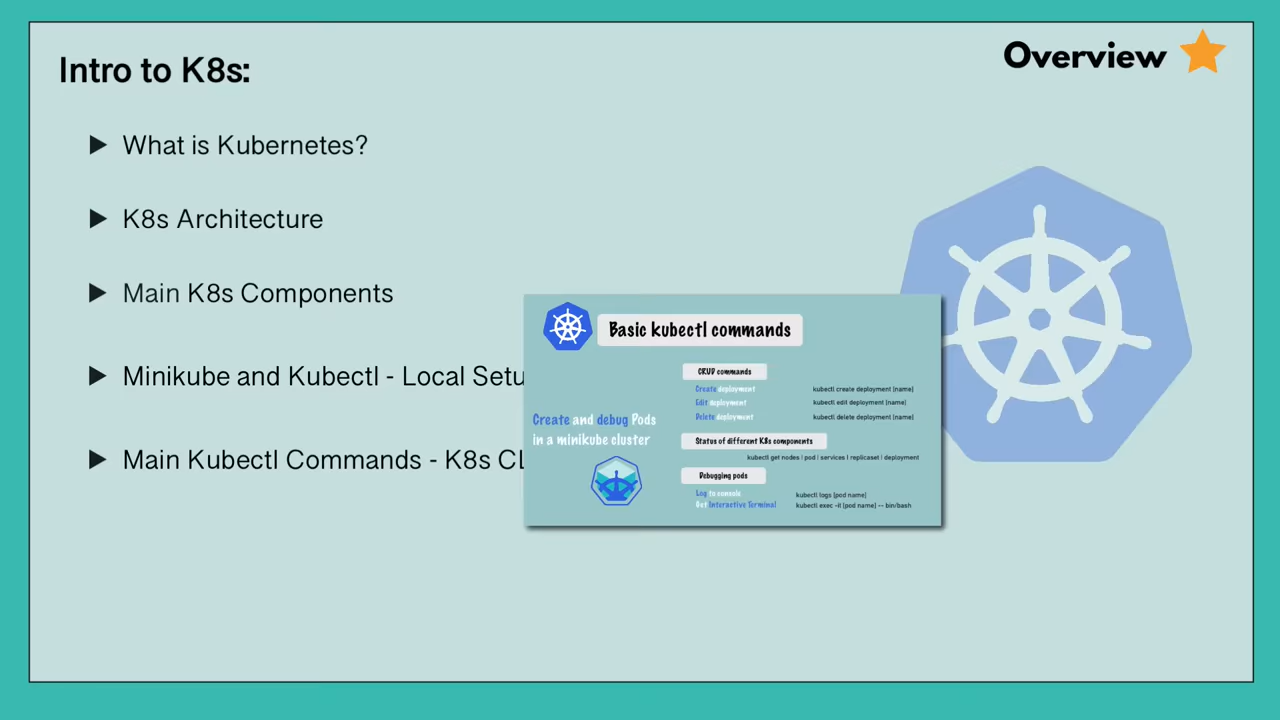 Overview
Intro to K8s:
What is Kubernetes?
K8s Architecture
Main K8s Components
Minikube and Kubectl - Local Setu
Main Kubectl Commands - K8s CL
Basic kubectl commands
CRUD commands
Create deployment kubectl create deployment [name]
Edit deployment kubectl edit deployment [name]
Delete deployment kubectl delete deployment [name]
Create and debug Pods
in a minikube cluster
Status of different K8s components
kubectl get nodes | pod | services | replicaset | deployment
Debugging pods
Log to console kubectl logs [pod name]
Get Interactive Terminal kubectl exec -it [pod name] -- bin/bash